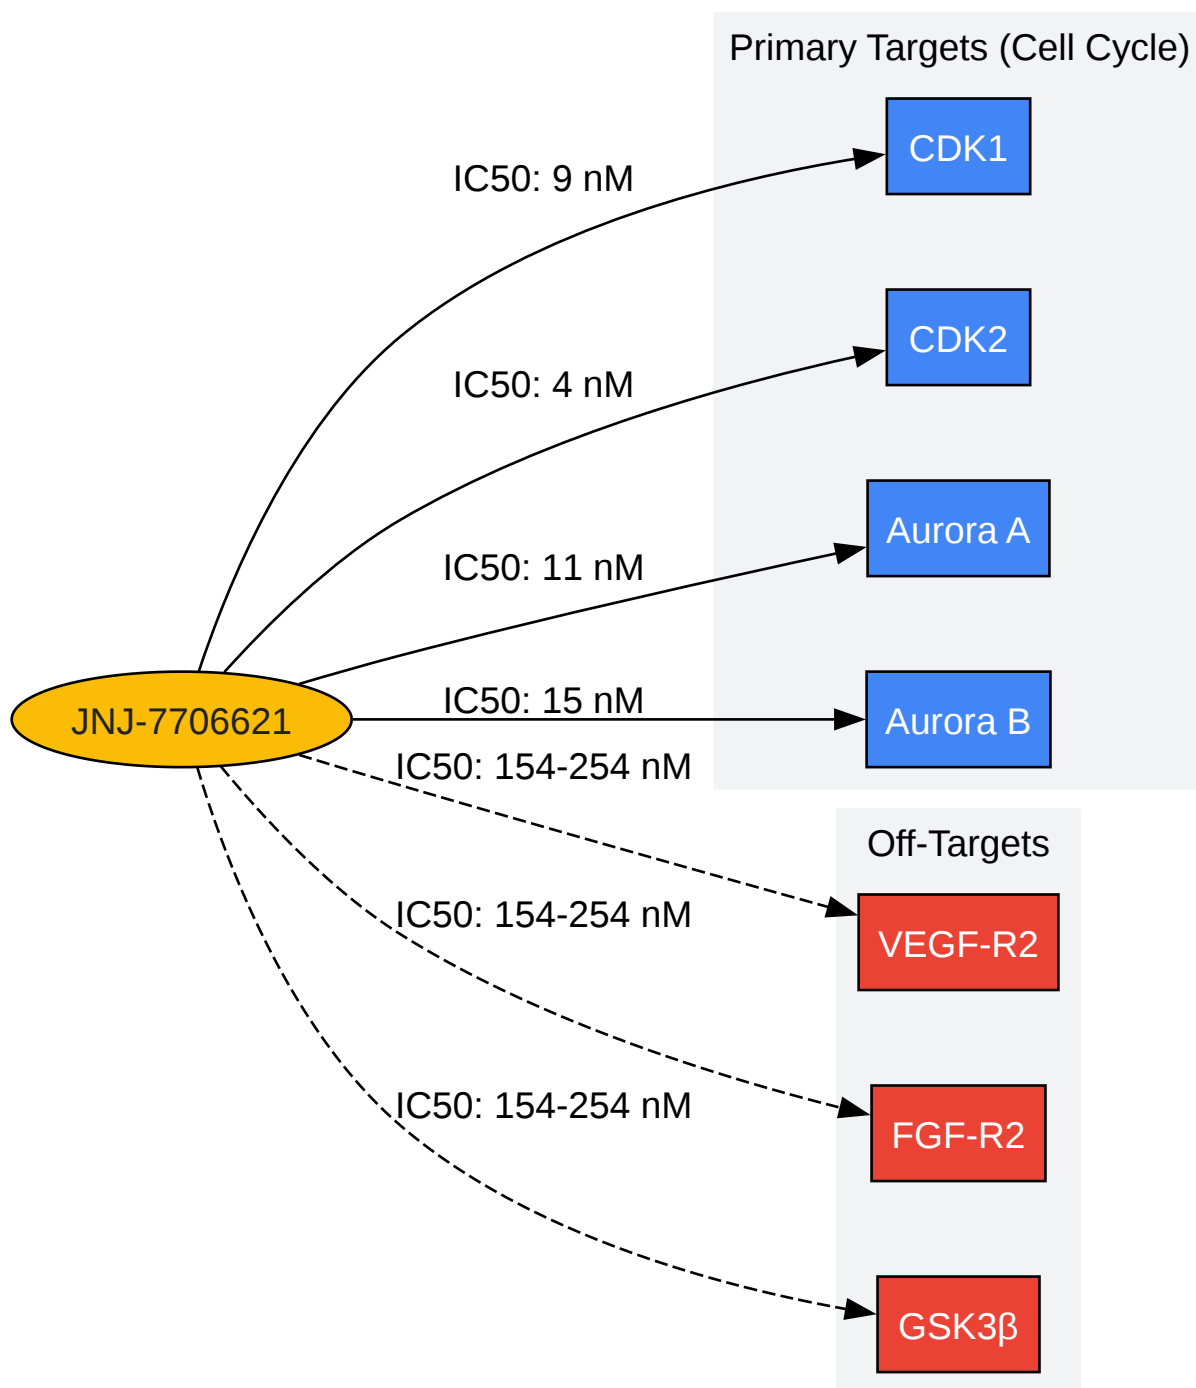 Primary Targets (Cell Cycle)
CDK1
IC50: 9 nM
CDK2
IC50: 4 nM
Aurora A
IC50: 11 nM
Aurora B
IC50: 15 nM
JNJ-7706621
IC50: 154-254 nM
Off-Targets
VEGF-R2
IC50: 154-254 nM
FGF-R2
IC50: 154-254 nM
GSK3β